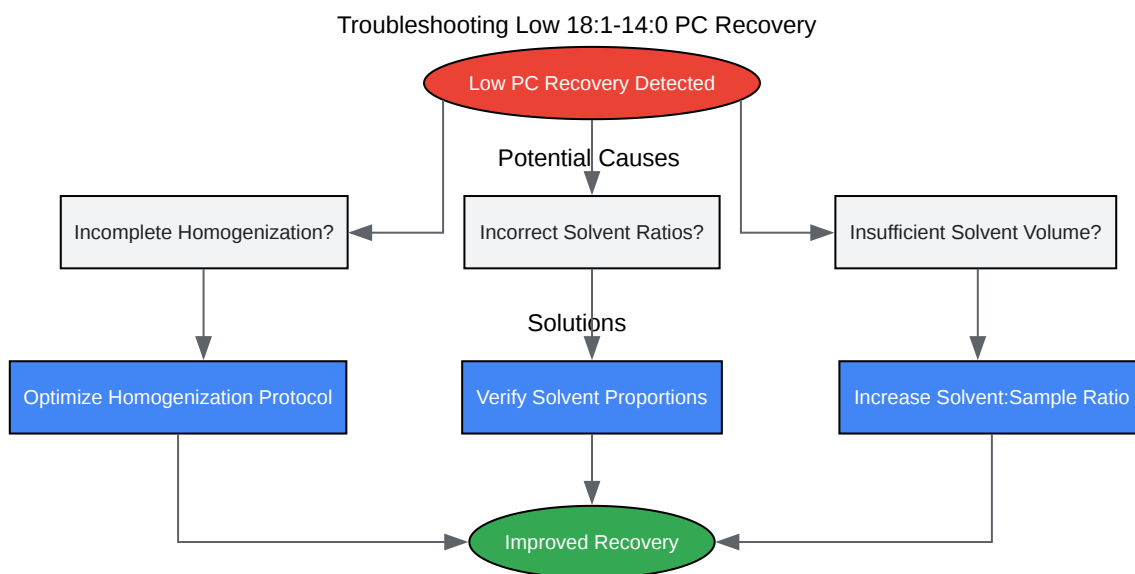 Troubleshooting Low 18:1-14:0 PC Recovery
Low PC Recovery Detected
Potential Causes
Incomplete Homogenization?
Incorrect Solvent Ratios?
Insufficient Solvent Volume?
Solutions
Optimize Homogenization Protocol
Verify Solvent Proportions
Increase Solvent:Sample Ratio
Improved Recovery